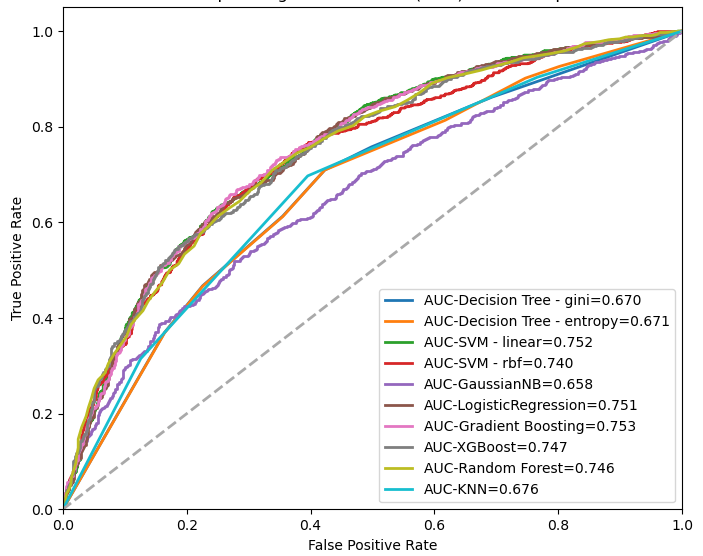 1.0
0.8
0.6
0.4
0.2
0.0
True Positive Rate
0.0 0.2 0.4 0.6 0.8 1.0
False Positive Rate
AUC-Decision Tree - gini=0.670
AUC-Decision Tree - entropy=0.671
AUC-SVM - linear=0.752
AUC-SVM - rbf=0.740
AUC-GaussianNB=0.658
AUC-LogisticRegression=0.751
AUC-Gradient Boosting=0.753
AUC-XGBoost=0.747
AUC-Random Forest=0.746
AUC-KNN=0.676